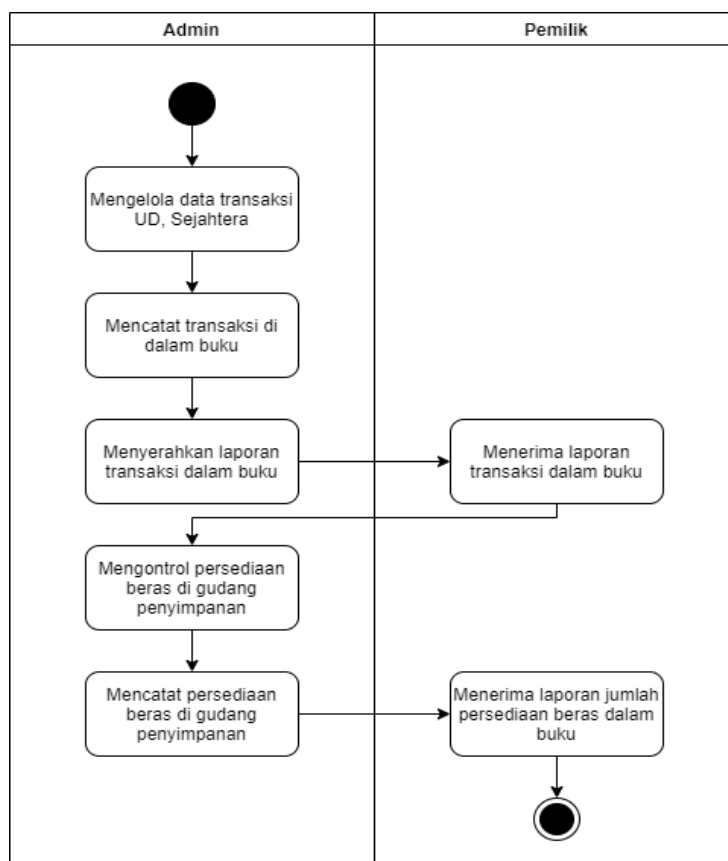 Admin
Pemilik
Mengelola data transaksi
UD, Sejahtera
Mencatat transaksi di
dalam buku
Menyerahkan laporan
transaksi dalam buku
Menerima laporan
transaksi dalam buku
Mengontrol persediaan
beras di gudang
penyimpanan
Mencatat persediaan
beras di gudang
penyimpanan
Menerima laporan jumlah
persediaan beras dalam
buku